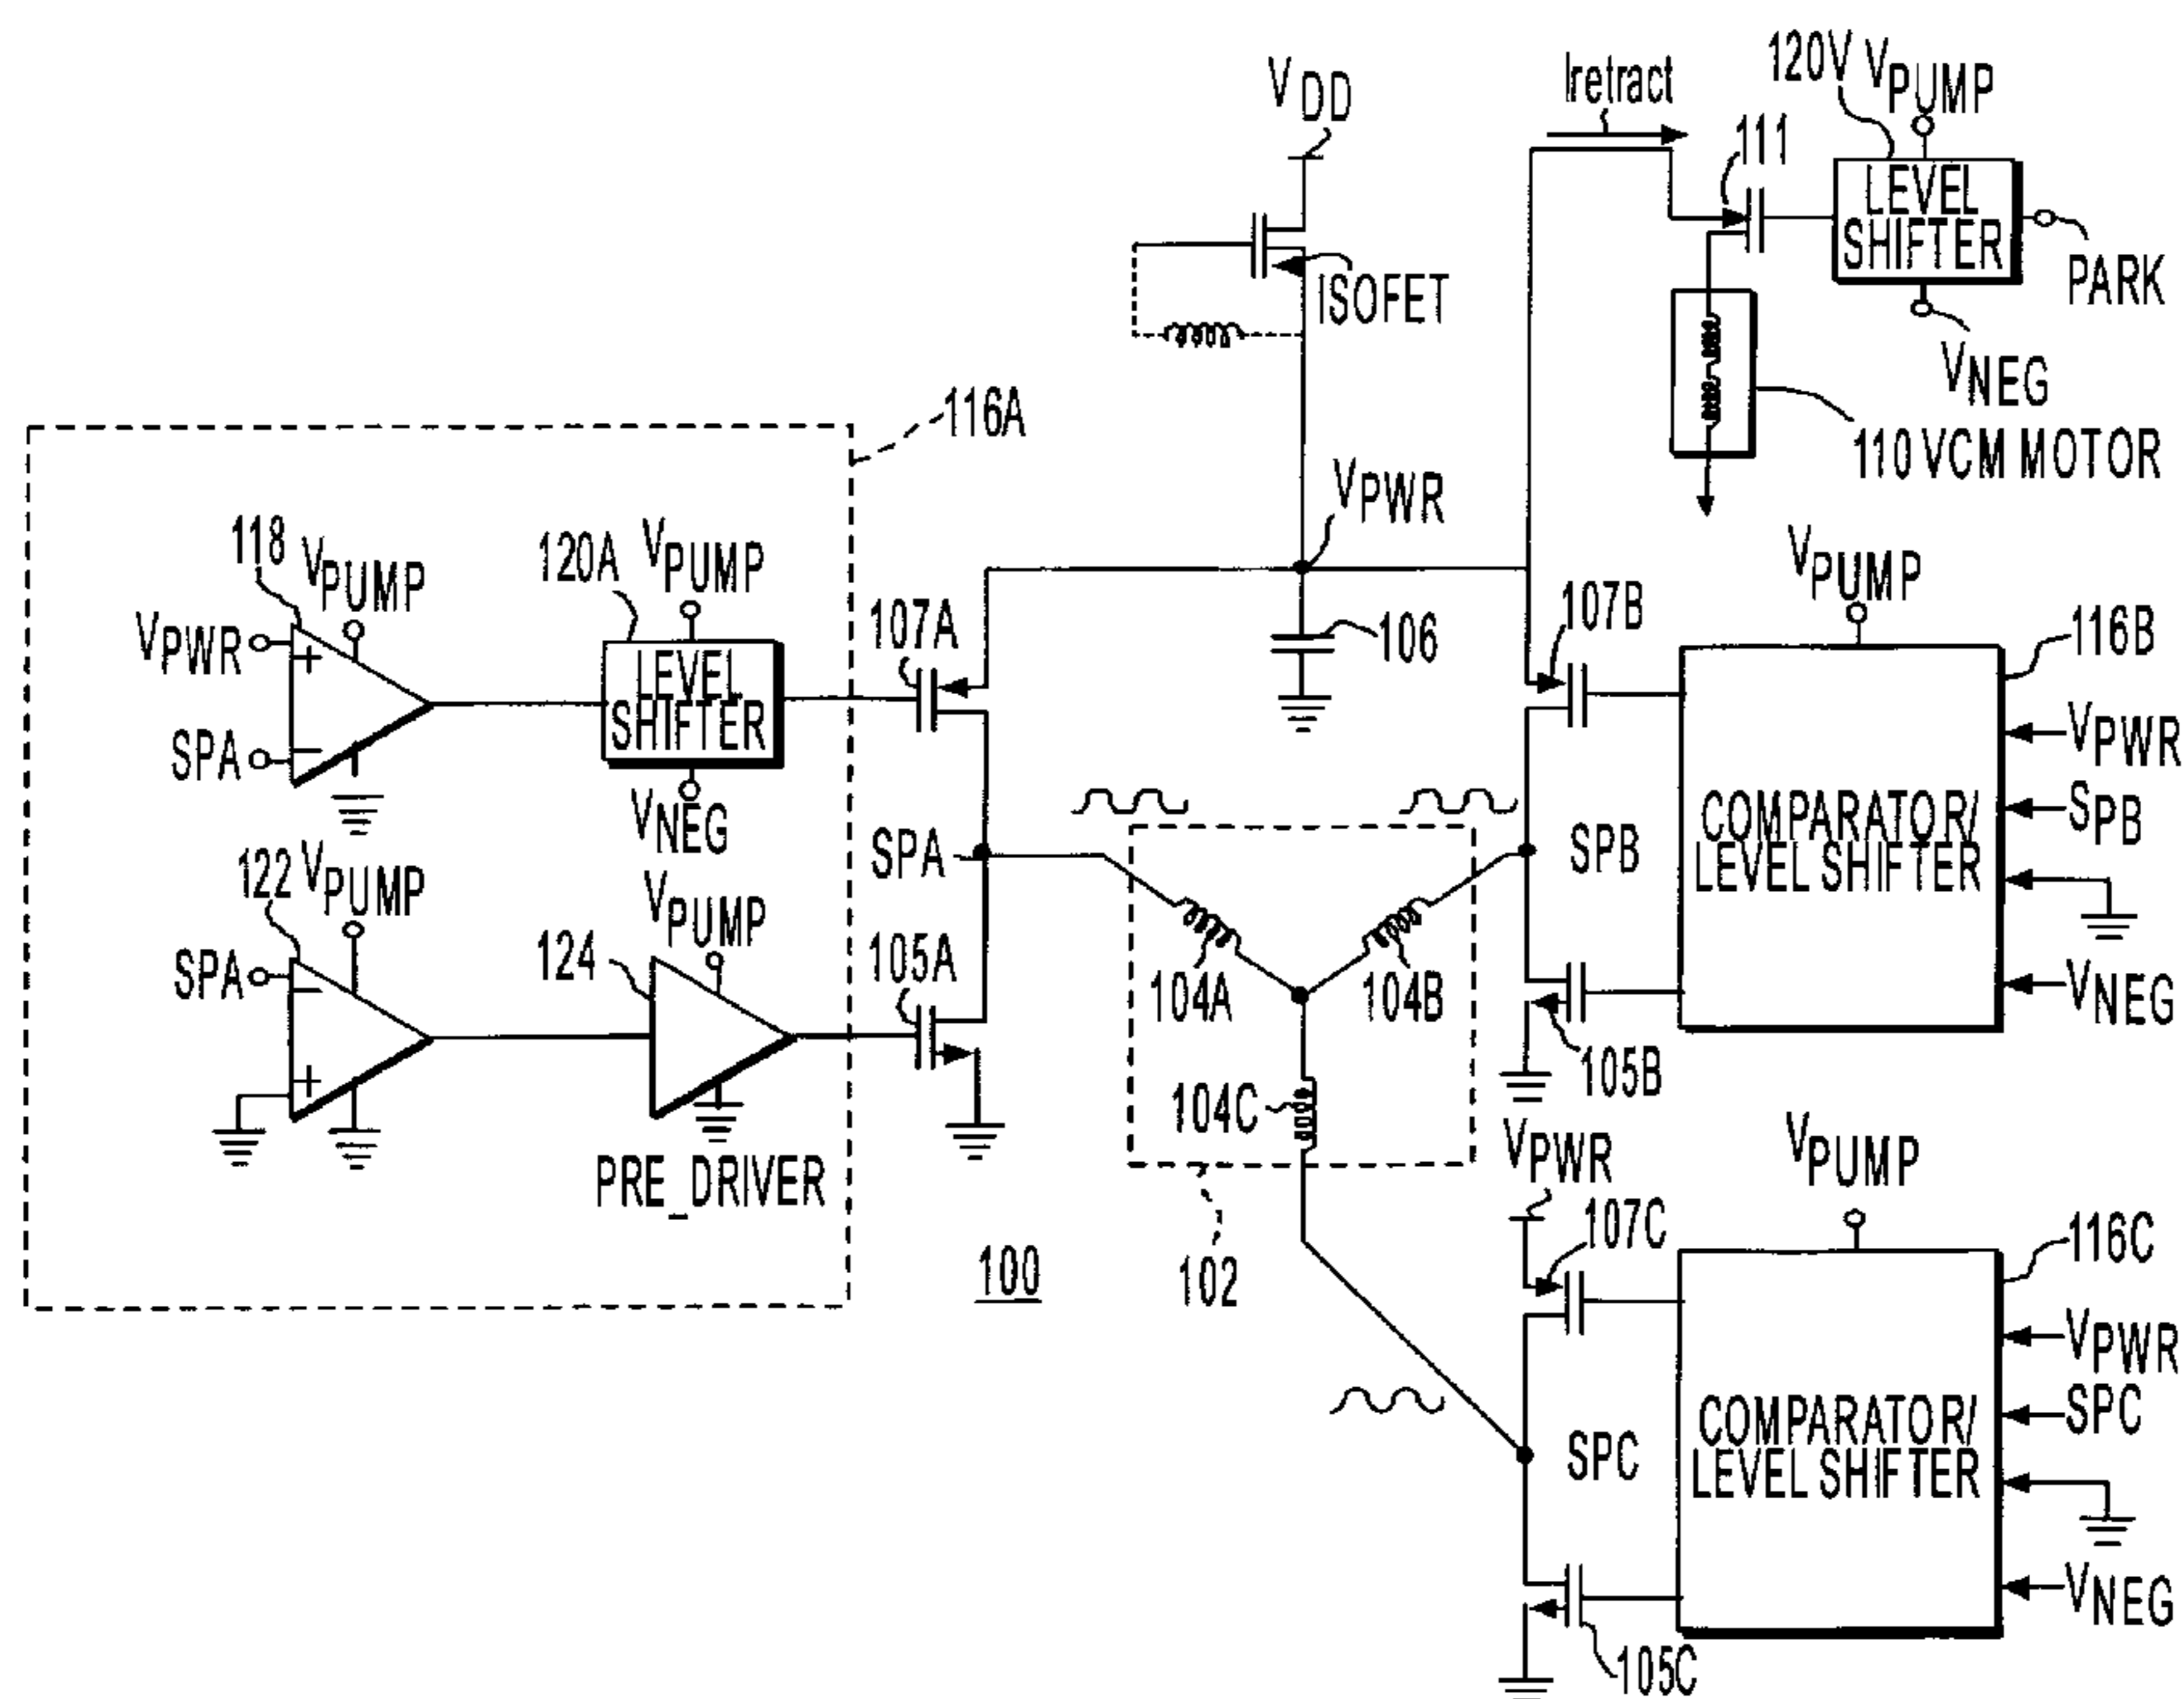 VDD
Iretract
120V
VPUMP
111
LEVEL
SHIFTER
PARK
ISOFET
VNEG
110 VCM MOTOR
116A
VPWR
118
VPUMP
120A
VPUMP
VPWR
+
LEVEL
SHIFTER
107A
106
107B
VPUMP
116B
SPA
−
VNEG
VPWR
COMPARATOR/
LEVEL SHIFTER
SPB
122
VPUMP
VPUMP
SPA
SPB
SPA
−
124
105A
104A
104B
VNEG
+
105B
104C
PRE_DRIVER
VPWR
VPUMP
107C
116C
100
102
VPWR
COMPARATOR/
LEVEL SHIFTER
SPC
SPC
VNEG
105C